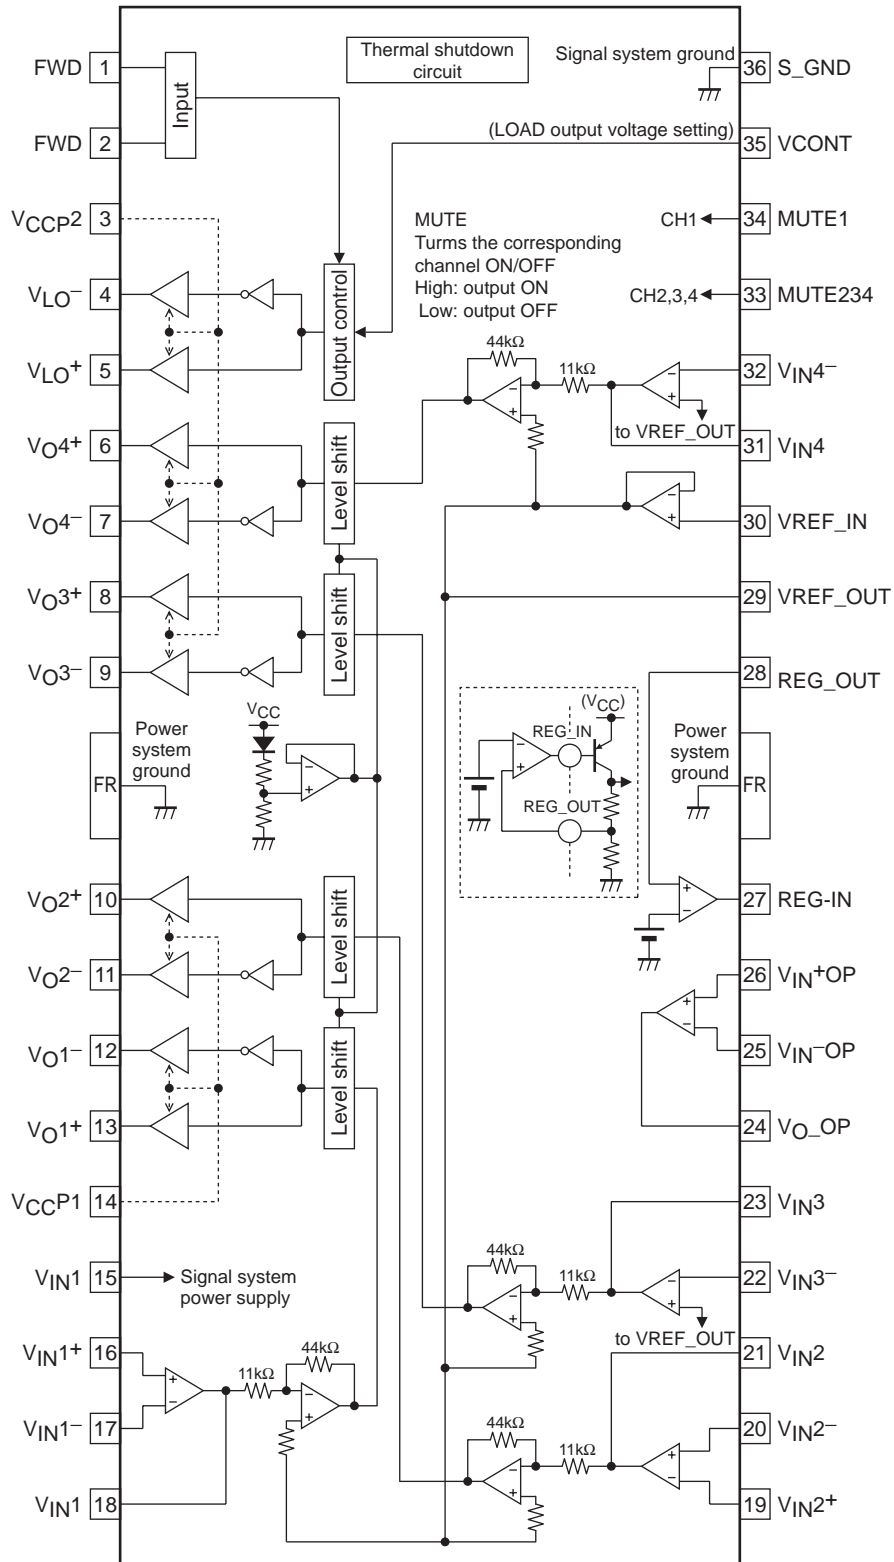 Thermal shutdown
circuit
Signal system ground
FWD 1
36 S_GND
Input
(LOAD output voltage setting)
FWD 2
35 VCONT
VCCP2 3
MUTE
Turms the corresponding
channel ON/OFF
High: output ON
Low: output OFF
CH1
34 MUTE1
VLO− 4
CH2,3,4
33 MUTE234
Output control
VLO+ 5
44kΩ
11kΩ
−
+
−
+
32 VIN4−
to VREF_OUT
VO4+ 6
31 VIN4
Level shift
VO4− 7
−
+
30 VREF_IN
VO3+ 8
29 VREF_OUT
Level shift
VO3− 9
28 REG_OUT
VCC
(VCC)
REG_IN
Power
system
ground
FR
−
+
−
+
REG_OUT
Power
system
ground
FR
VO2+ 10
+
−
27 REG-IN
Level shift
VO2− 11
26 VIN+OP
+
−
VO1− 12
25 VIN−OP
Level shift
VO1+ 13
24 VO_OP
VCCP1 14
23 VIN3
44kΩ
11kΩ
VIN1 15
Signal system
power supply
−
+
−
+
22 VIN3−
to VREF_OUT
VIN1+ 16
21 VIN2
+
−
11kΩ
44kΩ
−
+
VIN1− 17
44kΩ
11kΩ
−
+
+
−
20 VIN2−
VIN1 18
19 VIN2+